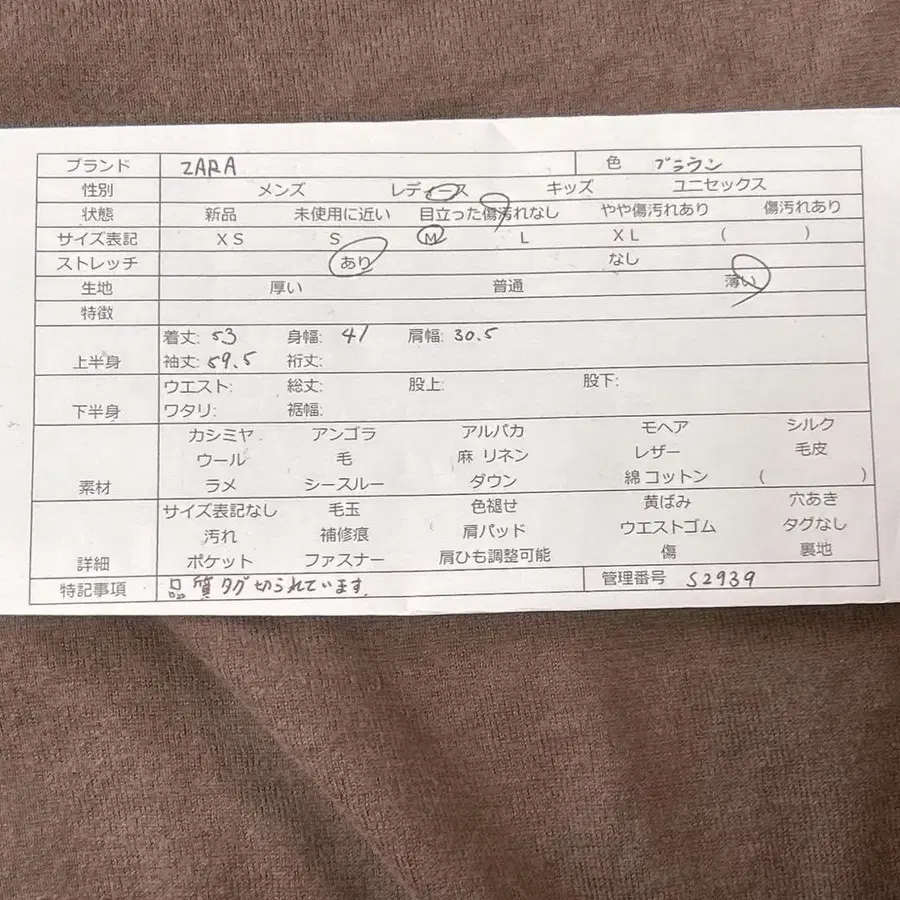 ブランド ZARA 色 ブラウン
性別 メンズ レディース キッズ ユニセックス
状態 新品 未使用に近い 目立った傷汚れなし やや傷汚れあり 傷汚れあり
サイズ表記 XS S M L XL ( )
ストレッチ あり なし
生地 厚い 普通 薄い
特徴
上半身 着丈: 53 身幅: 41 肩幅: 30.5
袖丈: 59.5 裄丈:
下半身 ウエスト: 総丈: 股上: 股下:
ワタリ: 裾幅:
素材 カシミヤ アンゴラ アルパカ モヘア シルク
ウール 毛 麻 リネン レザー 毛皮
ラメ シースルー ダウン 綿 コットン ( )
詳細 サイズ表記なし 毛玉 色褪せ 黄ばみ 穴あき
汚れ 補修痕 肩パッド ウエストゴム タグなし
ポケット ファスナー 肩ひも調整可能 傷 裏地
特記事項 品質タグ切られています. 管理番号 S2939